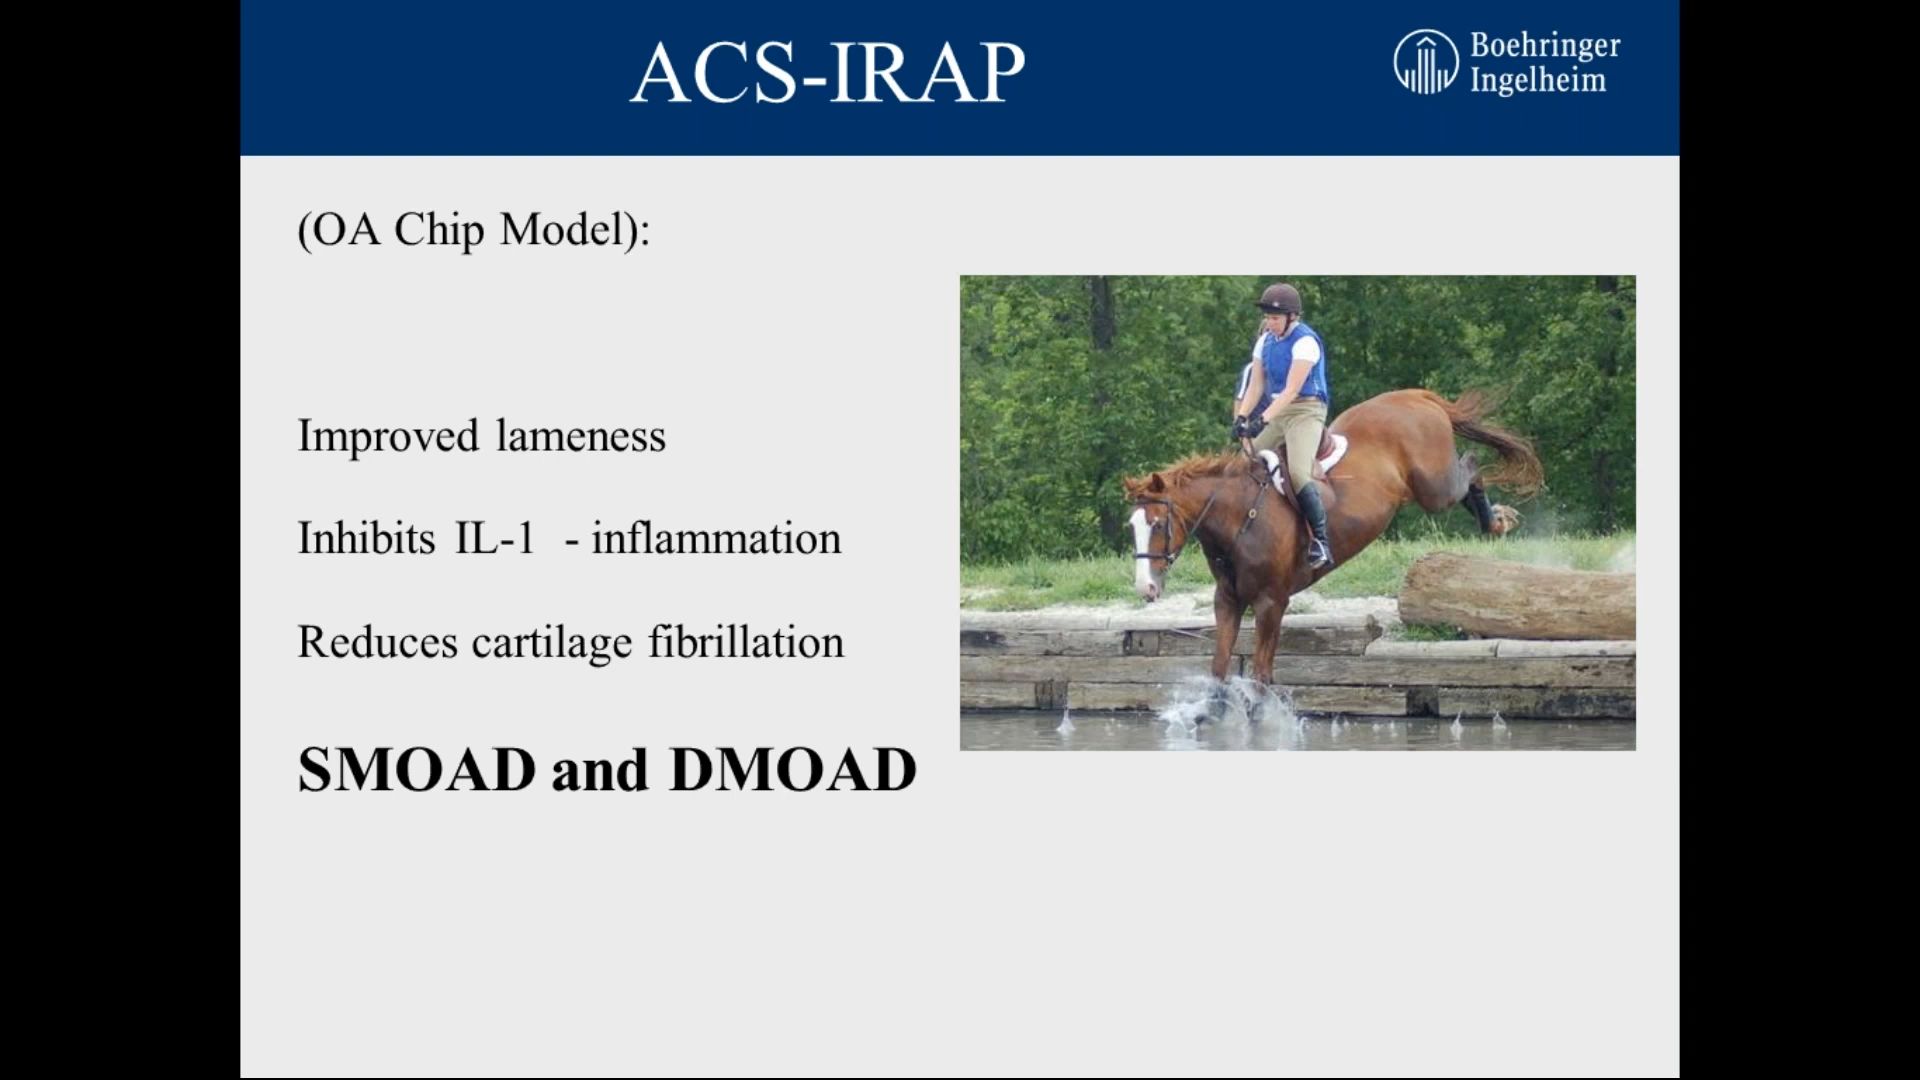 ACS-IRAP
Boehringer
Ingelheim
(OA Chip Model):
Improved lameness
Inhibits IL-1 - inflammation
Reduces cartilage fibrillation
SMOAD and DMOAD